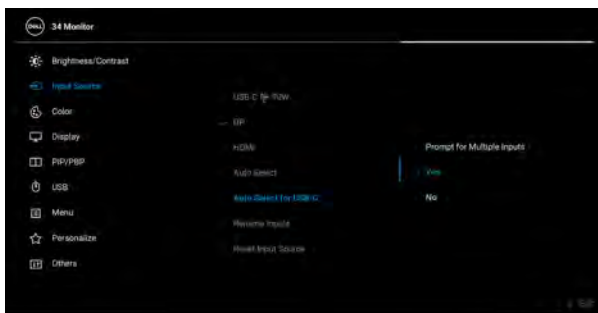 DELL 34 Monitor
Brightness/Contrast
Input Source
Color
Display
PIP/PBP
USB
Menu
Personalize
Others
USB-C 90W
DP
HDMI
Auto Select
Auto Select for USB-C
Rename Inputs
Reset Input Source
Prompt for Multiple Inputs
Yes
No